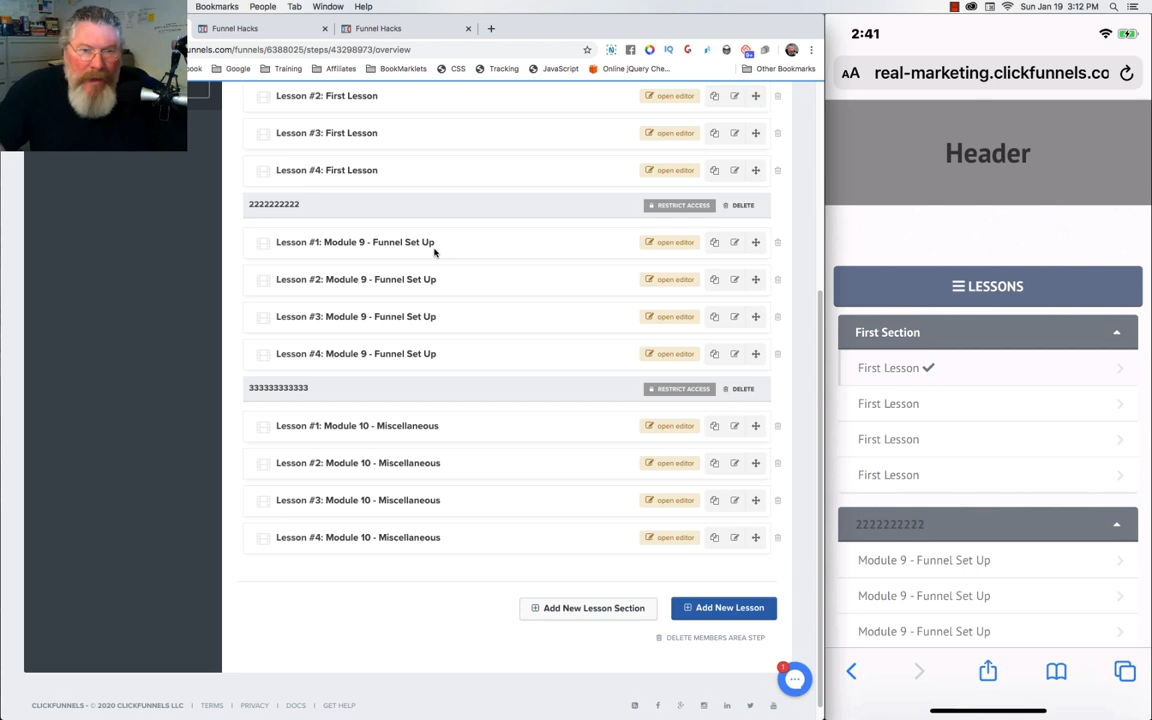 Bookmarks People Tab Window Help Sun Jan 19 3:12 PM
Funnel Hacks × Funnel Hacks × +
nnels.com/funnels/6388025/steps/43298973/overview
ook Google Training Affiliates BookMarklets CSS Tracking JavaScript Online jQuery Che... Other Bookmarks
Lesson #2: First Lesson open editor
Lesson #3: First Lesson open editor
Lesson #4: First Lesson open editor
2222222222 RESTRICT ACCESS DELETE
Lesson #1: Module 9 - Funnel Set Up open editor
Lesson #2: Module 9 - Funnel Set Up open editor
Lesson #3: Module 9 - Funnel Set Up open editor
Lesson #4: Module 9 - Funnel Set Up open editor
333333333333 RESTRICT ACCESS DELETE
Lesson #1: Module 10 - Miscellaneous open editor
Lesson #2: Module 10 - Miscellaneous open editor
Lesson #3: Module 10 - Miscellaneous open editor
Lesson #4: Module 10 - Miscellaneous open editor
Add New Lesson Section Add New Lesson
DELETE MEMBERS AREA STEP
1
CLICKFUNNELS - © 2020 CLICKFUNNELS LLC | TERMS | PRIVACY | DOCS | GET HELP
2:41
AA real-marketing.clickfunnels.co
Header
LESSONS
First Section
First Lesson
First Lesson
First Lesson
First Lesson
2222222222
Module 9 - Funnel Set Up
Module 9 - Funnel Set Up
Module 9 - Funnel Set Up